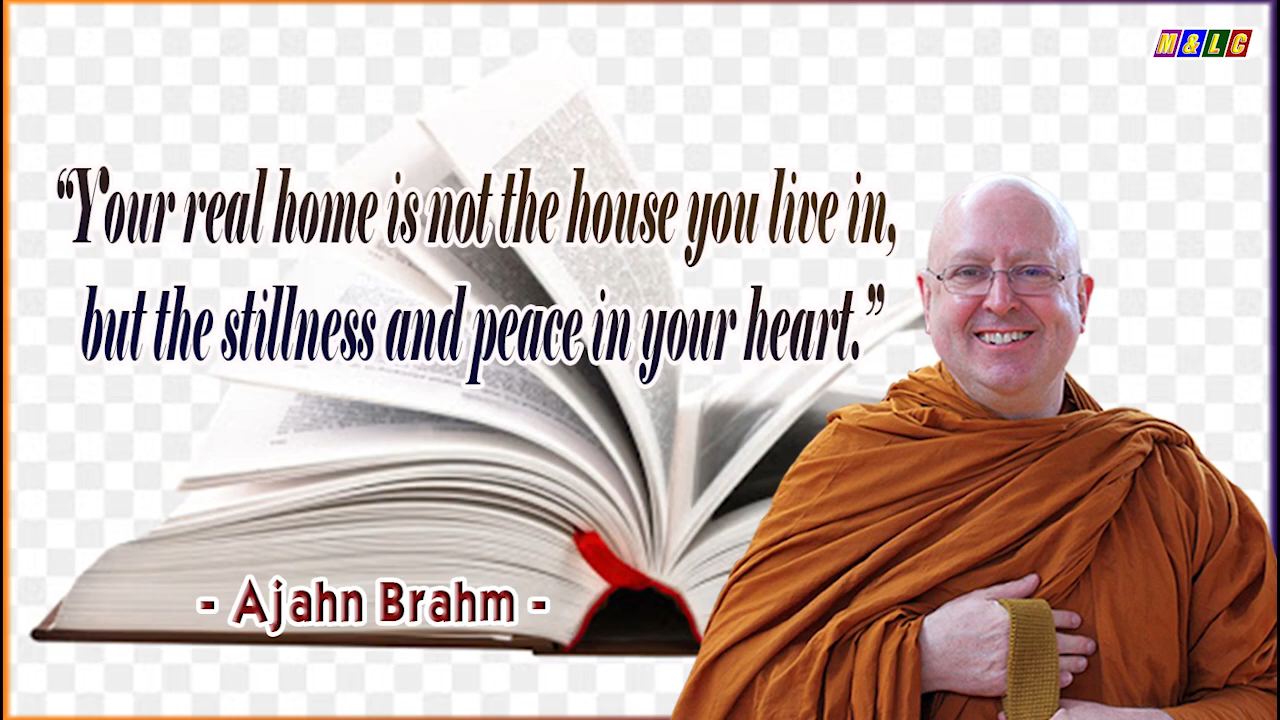 M&LC
“Your real home is not the house you live in,
but the stillness and peace in your heart.”
- Ajahn Brahm -